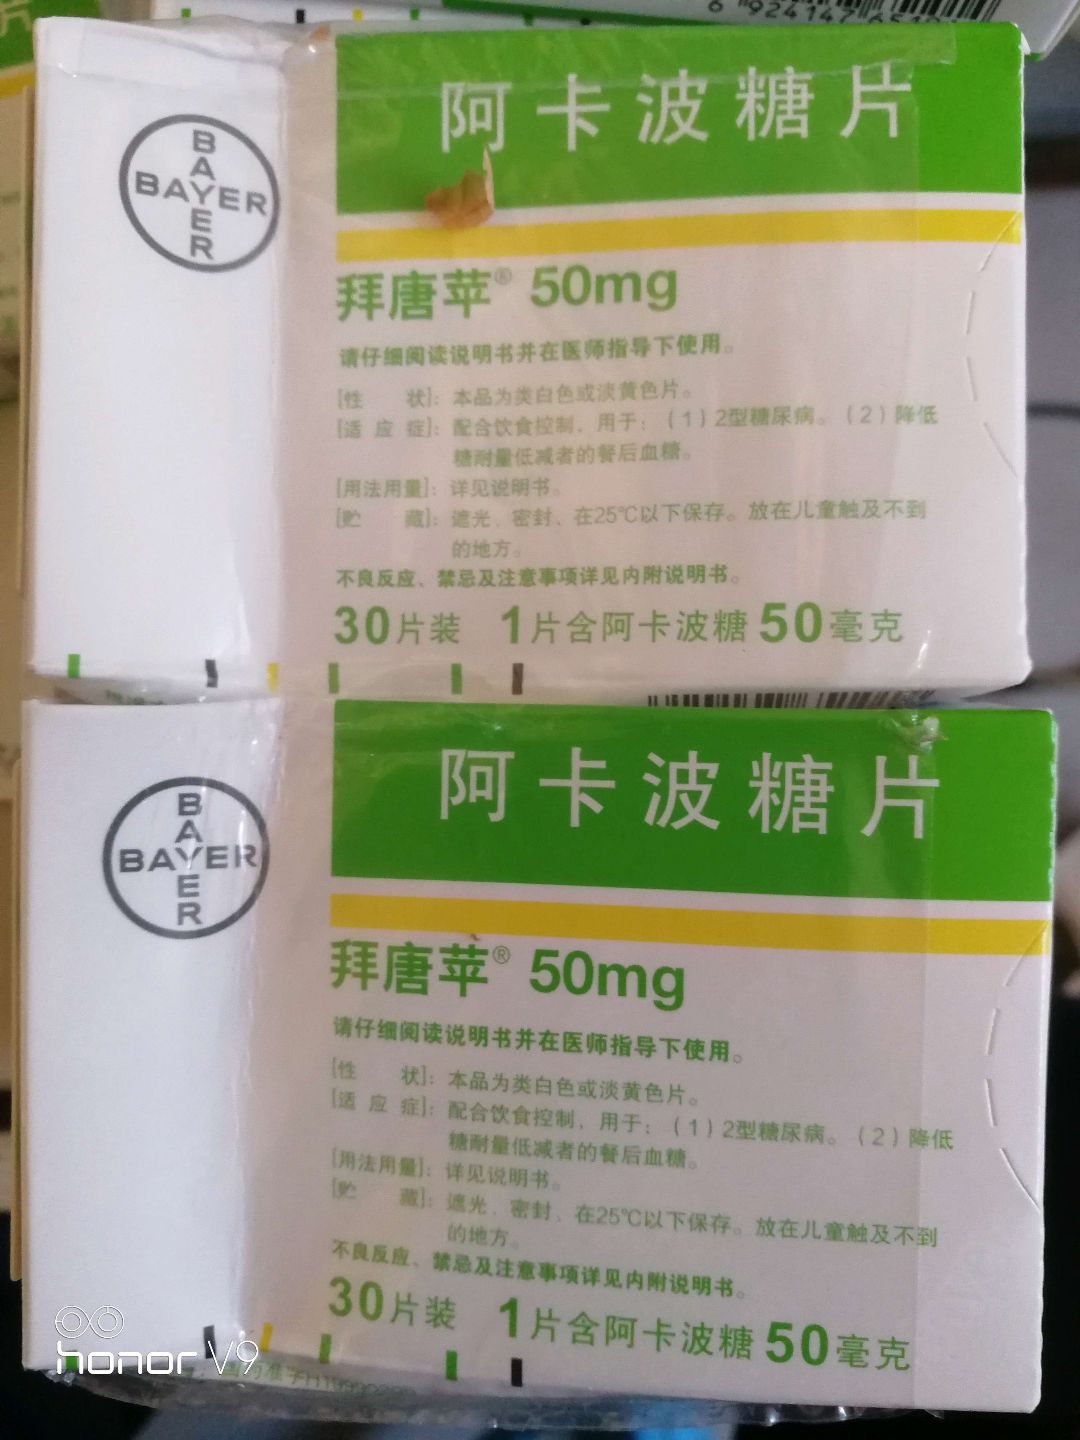 片
6 924147 65
阿卡波糖片
BAYER
BAYER
拜唐苹® 50mg
请仔细阅读说明书并在医师指导下使用。
[性 状]：本品为类白色或淡黄色片。
[适 应 症]：配合饮食控制，用于：（1）2型糖尿病。（2）降低
糖耐量低减者的餐后血糖。
[用法用量]：详见说明书。
[贮 藏]：遮光、密封、在25℃以下保存。放在儿童触及不到
的地方。
不良反应、禁忌及注意事项详见内附说明书。
30片装 1片含阿卡波糖50毫克
阿卡波糖片
BAYER
BAYER
拜唐苹® 50mg
请仔细阅读说明书并在医师指导下使用。
[性 状]：本品为类白色或淡黄色片。
[适 应 症]：配合饮食控制，用于：（1）2型糖尿病。（2）降低
糖耐量低减者的餐后血糖。
[用法用量]：详见说明书。
[贮 藏]：遮光、密封、在25℃以下保存。放在儿童触及不到
的地方。
不良反应、禁忌及注意事项详见内附说明书。
30片装 1片含阿卡波糖50毫克
honor V9